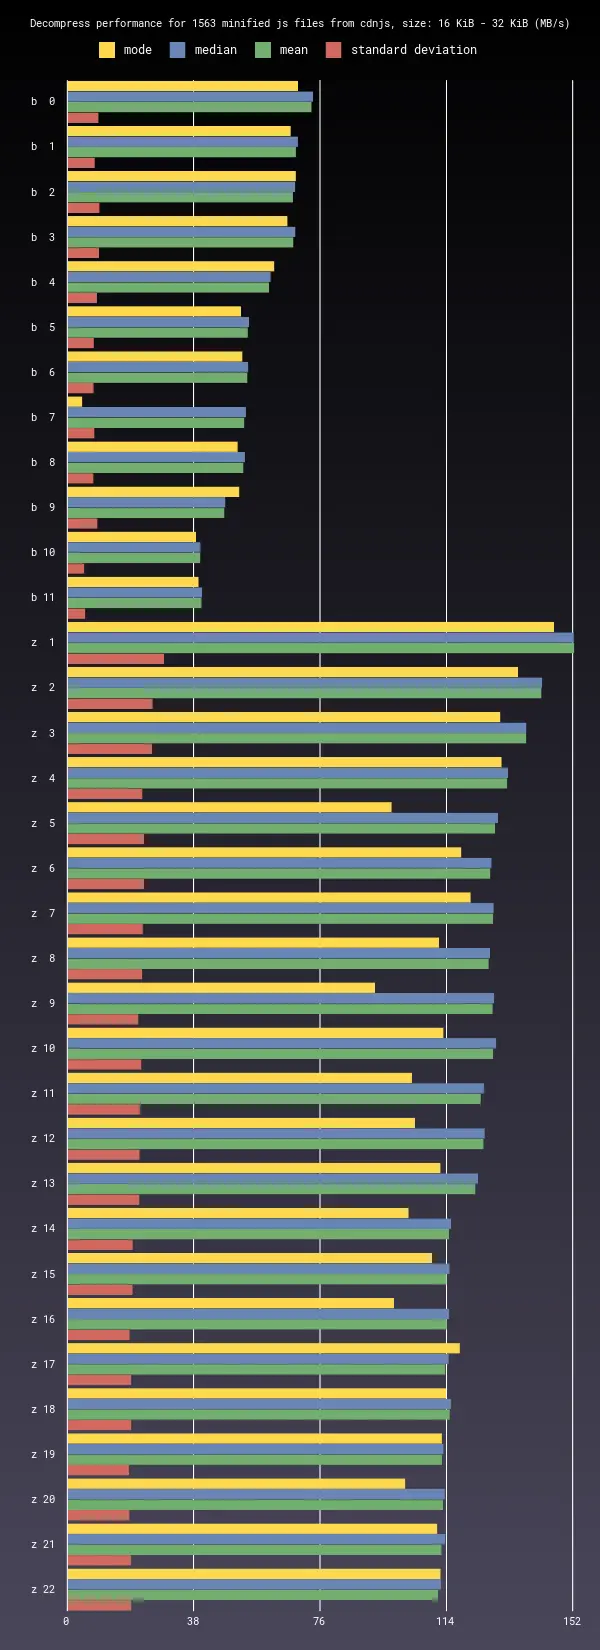 Decompress performance for 1563 minified js files from cdnjs, size: 16 KiB - 32 KiB (MB/s)
mode median mean standard deviation
b 0
b 1
b 2
b 3
b 4
b 5
b 6
b 7
b 8
b 9
b 10
b 11
z 1
z 2
z 3
z 4
z 5
z 6
z 7
z 8
z 9
z 10
z 11
z 12
z 13
z 14
z 15
z 16
z 17
z 18
z 19
z 20
z 21
z 22
0 38 76 114 152